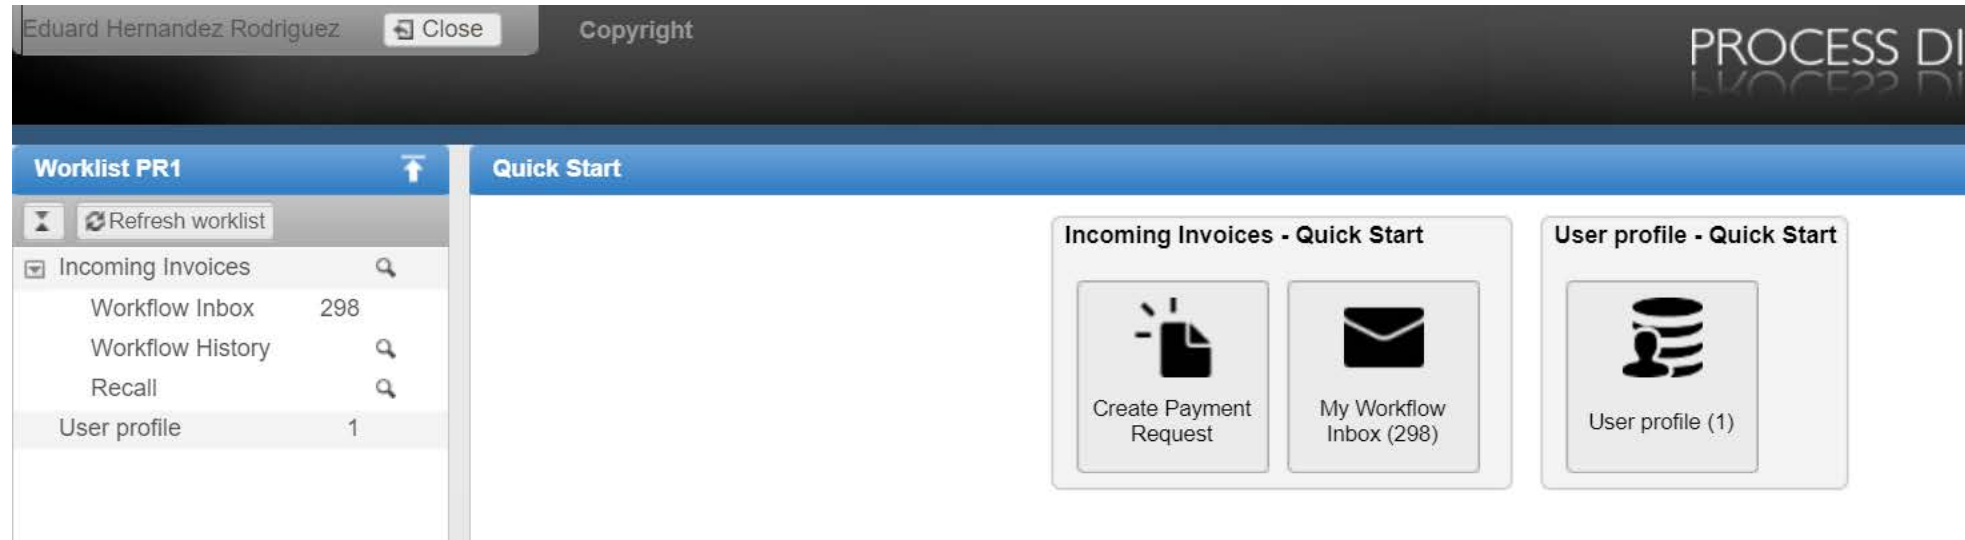 Eduard Hernandez Rodriguez Close Copyright
PROCESS DI
Worklist PR1
Refresh worklist
Incoming Invoices
Workflow Inbox 298
Workflow History
Recall
User profile 1
Quick Start
Incoming Invoices - Quick Start
Create Payment
Request
My Workflow
Inbox (298)
User profile - Quick Start
User profile (1)